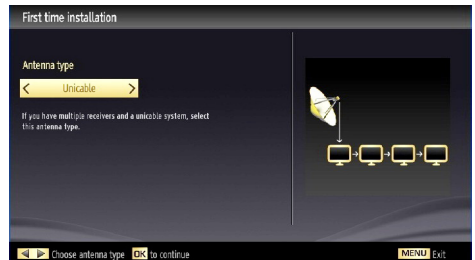 First time installation
Antenna type
< Unicable >
If you have multiple receivers and a unicable system, select
this antenna type.
Choose antenna type OK to continue MENU Exit